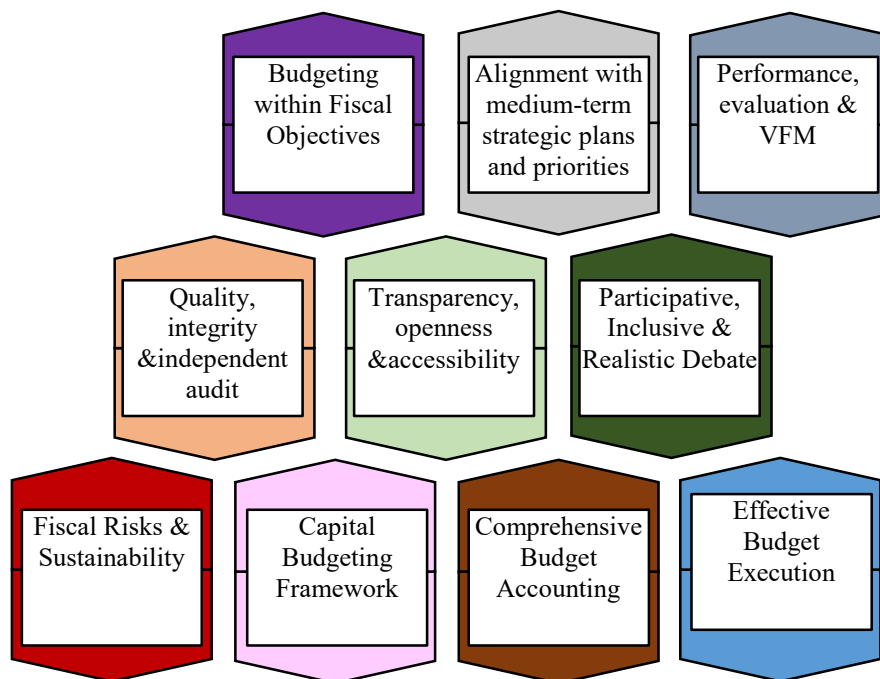 Budgeting
within Fiscal
Objectives
Alignment with
medium-term
strategic plans
and priorities
Performance,
evaluation &
VFM
Quality,
integrity
&independent
audit
Transparency,
openness
&accessibility
Participative,
Inclusive &
Realistic Debate
Fiscal Risks &
Sustainability
Capital
Budgeting
Framework
Comprehensive
Budget
Accounting
Effective
Budget
Execution